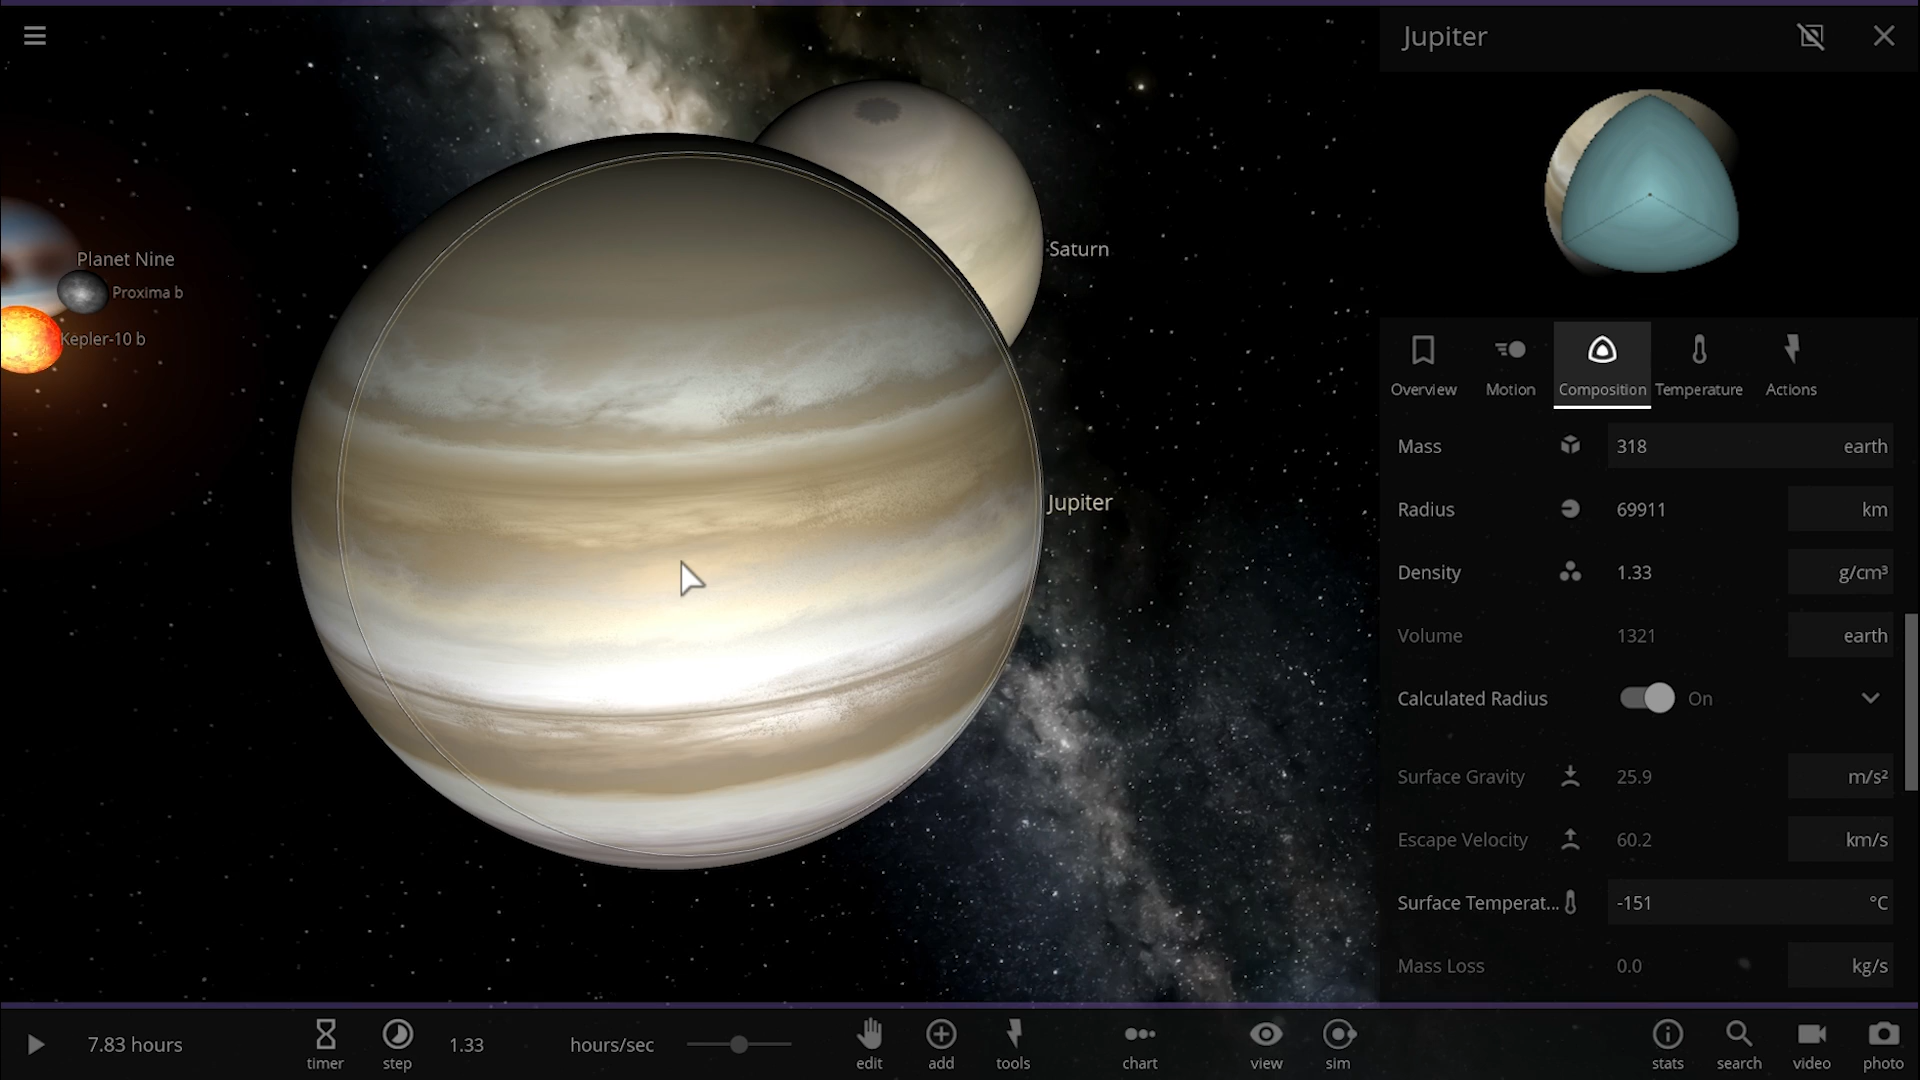 Jupiter
Planet Nine
Proxima b
Kepler-10 b
Saturn
Jupiter
Overview
Motion
Composition
Temperature
Actions
Mass 318 earth
Radius 69911 km
Density 1.33 g/cm³
Volume 1321 earth
Calculated Radius On
Surface Gravity 25.9 m/s²
Escape Velocity 60.2 km/s
Surface Temperat... -151 °C
Mass Loss 0.0 kg/s
7.83 hours
timer
step
1.33 hours/sec
edit
add
tools
chart
view
sim
stats
search
video
photo